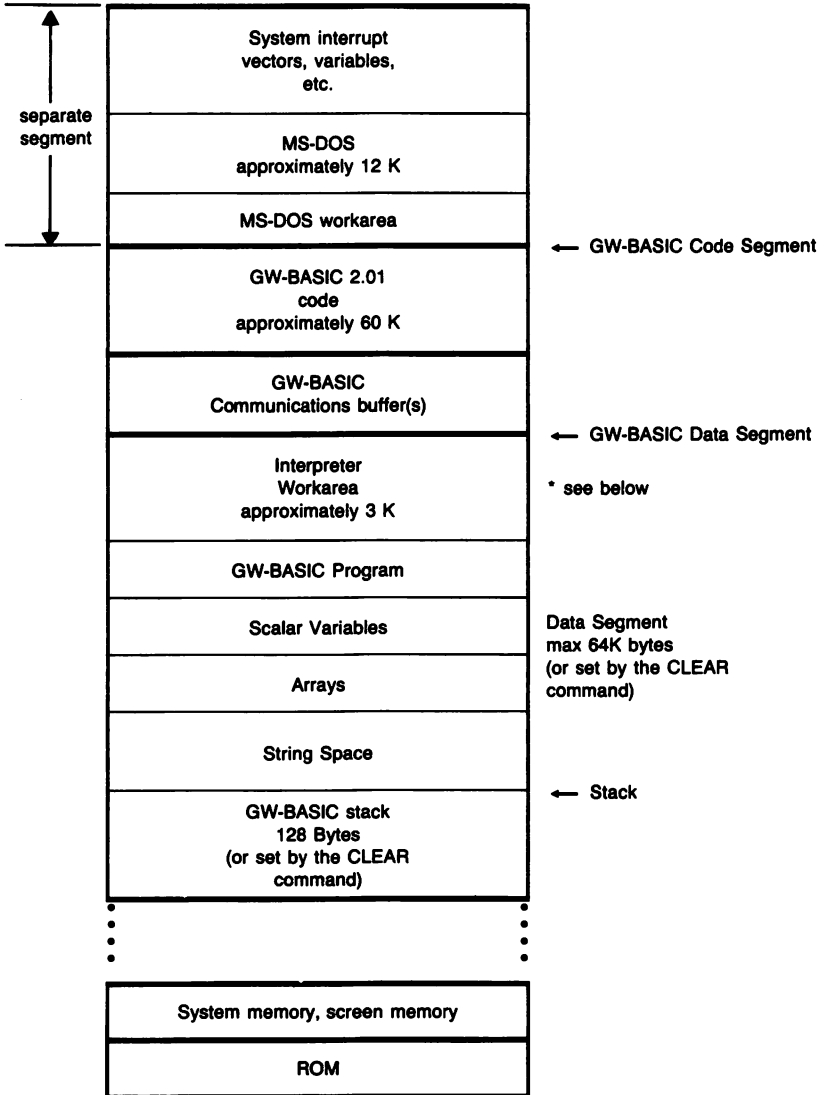 System interrupt
vectors, variables,
etc.
separate
segment
MS-DOS
approximately 12 K
MS-DOS workarea
← GW-BASIC Code Segment
GW-BASIC 2.01
code
approximately 60 K
GW-BASIC
Communications buffer(s)
← GW-BASIC Data Segment
Interpreter
Workarea
approximately 3 K
* see below
GW-BASIC Program
Scalar Variables
Data Segment
max 64K bytes
(or set by the CLEAR
command)
Arrays
String Space
← Stack
GW-BASIC stack
128 Bytes
(or set by the CLEAR
command)
System memory, screen memory
ROM